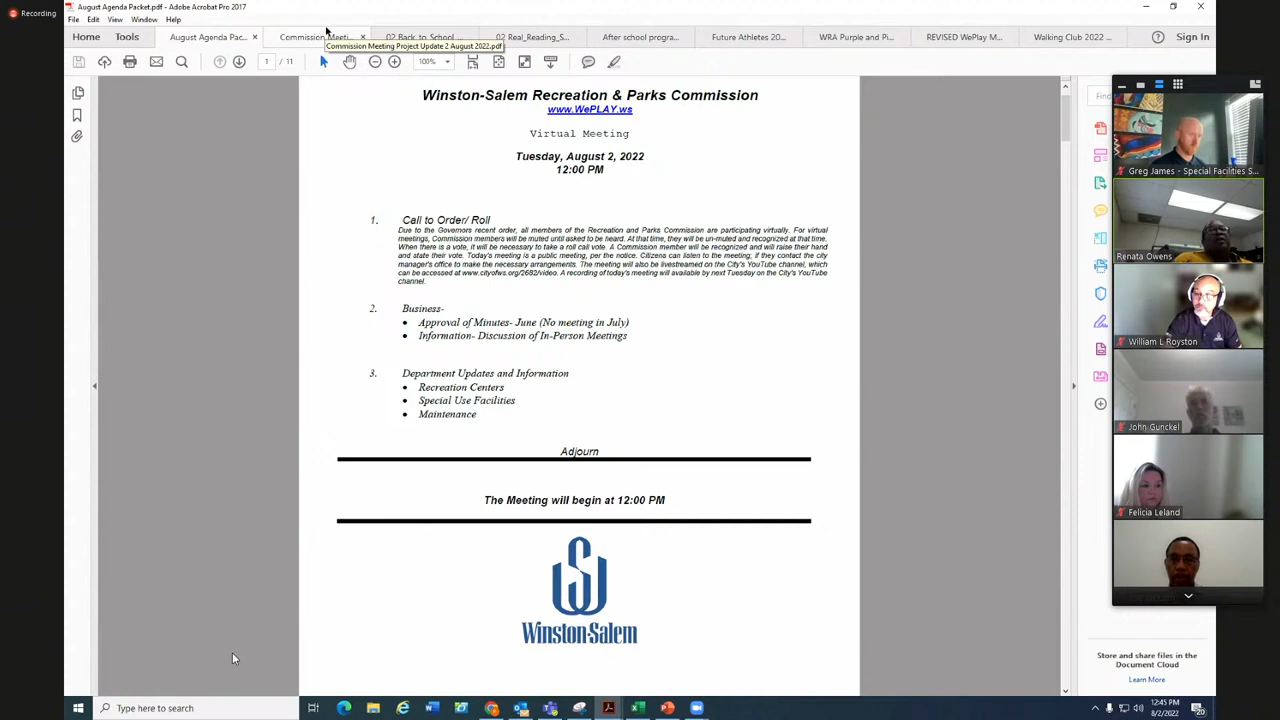 Recording
August Agenda Packet.pdf - Adobe Acrobat Pro 2017
File Edit View Window Help
Home Tools August Agenda Pac... × Commission Meeti... × 02 Back_to_School_... 02 Real_Reading_S... After school progra... Future Athletes 20... WRA Purple and Pi... REVISED WePlay M... Walking Club 2022 ... Sign In
Commission Meeting Project Update 2 August 2022.pdf
1 / 11 100%
Winston-Salem Recreation & Parks Commission
www.WePLAY.ws
Virtual Meeting
Tuesday, August 2, 2022
12:00 PM
1. Call to Order/ Roll
Due to the Governors recent order, all members of the Recreation and Parks Commission are participating virtually. For virtual
meetings, Commission members will be muted until asked to be heard. At that time, they will be un-muted and recognized at that time.
When there is a vote, it will be necessary to take a roll call vote. A Commission member will be recognized and will raise their hand
and state their vote. Today's meeting is a public meeting, per the notice. Citizens can listen to the meeting; if they contact the city
manager's office to make the necessary arrangements. The meeting will also be livestreamed on the City's YouTube channel, which
can be accessed at www.cityofws.org/2682/video. A recording of today's meeting will available by next Tuesday on the City's YouTube
channel.
2. Business-
• Approval of Minutes- June (No meeting in July)
• Information- Discussion of In-Person Meetings
3. Department Updates and Information
• Recreation Centers
• Special Use Facilities
• Maintenance
Adjourn
The Meeting will begin at 12:00 PM
Winston-Salem
Find
Greg James - Special Facilities S...
Renata Owens
William L Royston
John Gunckel
Felicia Leland
Store and share files in the
Document Cloud
Learn More
Type here to search
12:45 PM
8/2/2022
20